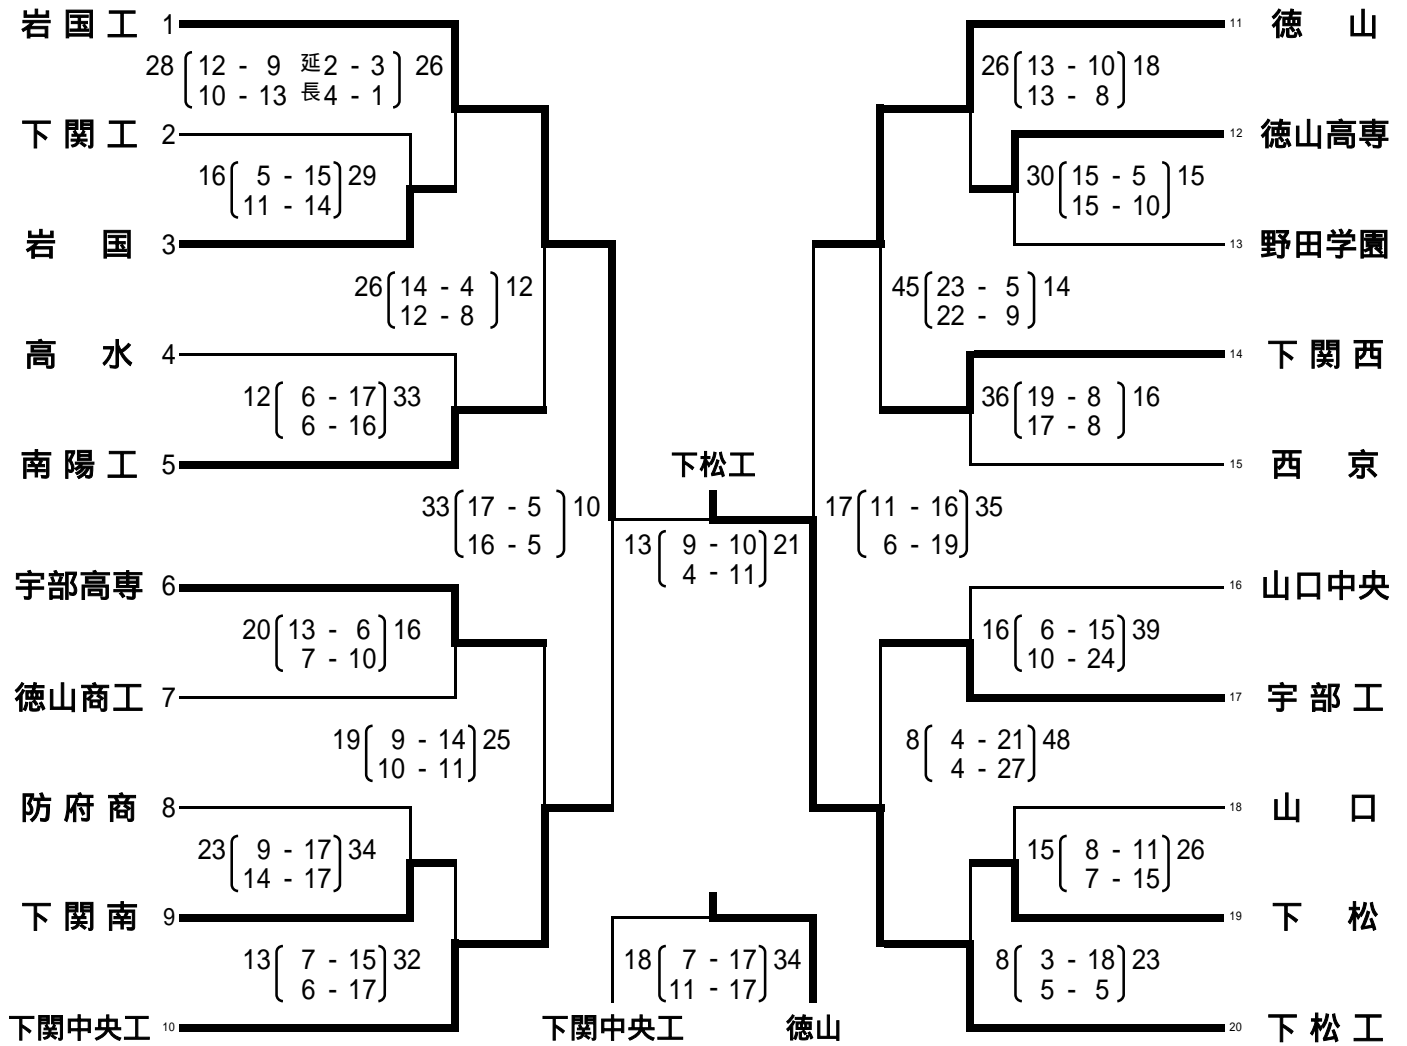 岩国工 1
28 12 - 9 延 2 - 3 26
10 - 13 長 4 - 1
下関工 2
16 5 - 15 29
11 - 14
岩国 3
26 14 - 4 12
12 - 8
高水 4
12 6 - 17 33
6 - 16
南陽工 5
33 17 - 5 10
16 - 5
宇部高専 6
20 13 - 6 16
7 - 10
徳山商工 7
19 9 - 14 25
10 - 11
防府商 8
23 9 - 17 34
14 - 17
下関南 9
13 7 - 15 32
6 - 17
下関中央工 10
下松工
13 9 - 10 21
4 - 11
18 7 - 17 34
11 - 17
下関中央工 徳山
11 徳山
26 13 - 10 18
13 - 8
12 徳山高専
30 15 - 5 15
15 - 10
13 野田学園
45 23 - 5 14
22 - 9
14 下関西
36 19 - 8 16
17 - 8
15 西京
17 11 - 16 35
6 - 19
16 山口中央
16 6 - 15 39
10 - 24
17 宇部工
8 4 - 21 48
4 - 27
18 山口
15 8 - 11 26
7 - 15
19 下松
8 3 - 18 23
5 - 5
20 下松工